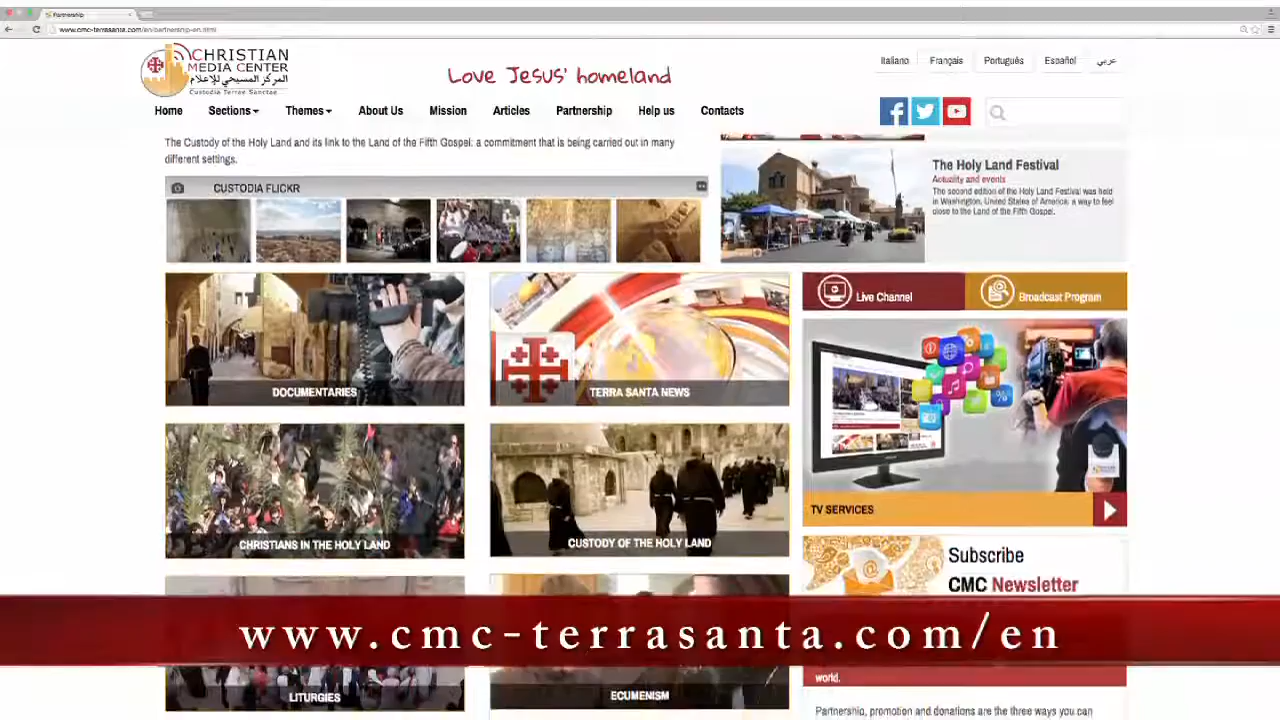 Partnership
www.cmc-terrasanta.com/en/partnership-en.html
CHRISTIAN
MEDIA CENTER
المركز المسيحي للإعلام
Custodia Terrae Sanctae
Love Jesus' homeland
Italiano
Français
Português
Español
عربي
Home
Sections
Themes
About Us
Mission
Articles
Partnership
Help us
Contacts
The Custody of the Holy Land and its link to the Land of the Fifth Gospel: a commitment that is being carried out in many
different settings.
CUSTODIA FLICKR
The Holy Land Festival
Actuality and events
The second edition of the Holy Land Festival was held
in Washington, United States of America: a way to feel
close to the Land of the Fifth Gospel.
DOCUMENTARIES
TERRA SANTA NEWS
Live Channel
Broadcast Program
CHRISTIANS IN THE HOLY LAND
CUSTODY OF THE HOLY LAND
TV SERVICES
Subscribe
CMC Newsletter
www.cmc-terrasanta.com/en
LITURGIES
ECUMENISM
world.
Partnership, promotion and donations are the three ways you can